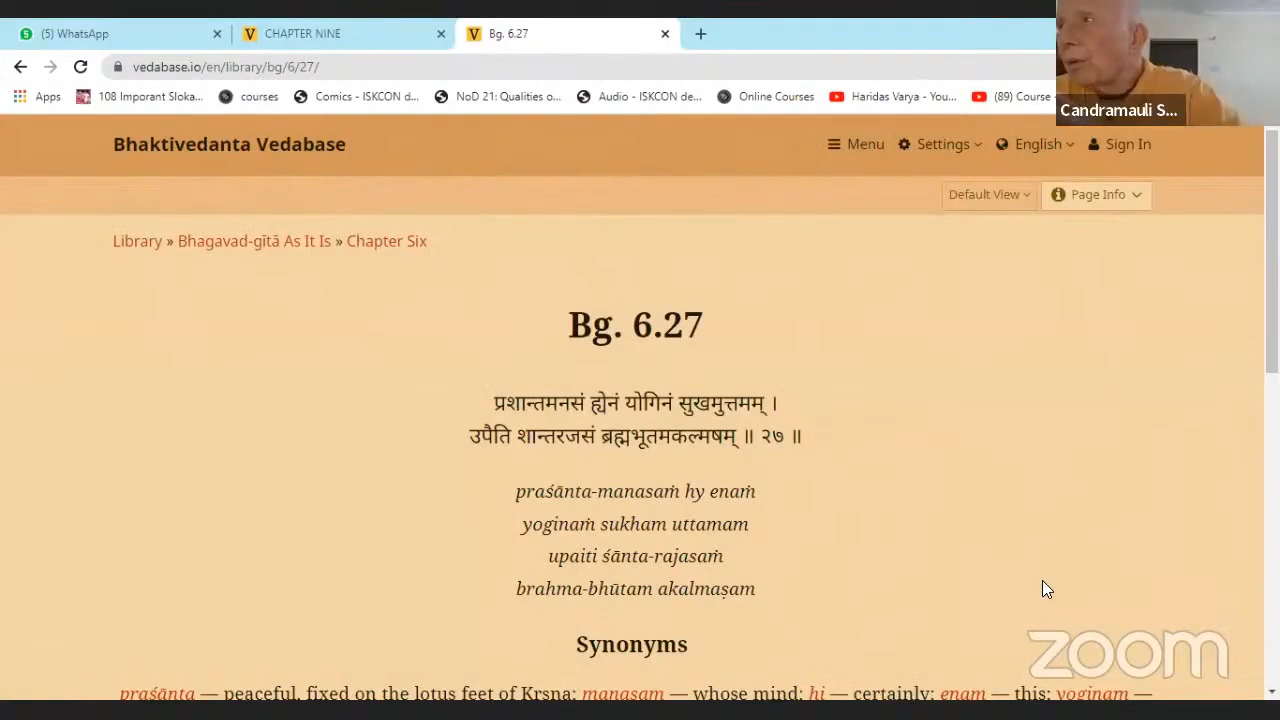 (5) WhatsApp
CHAPTER NINE
Bg. 6.27
vedabase.io/en/library/bg/6/27/
Apps
108 Imporant Sloka...
courses
Comics - ISKCON d...
NoD 21: Qualities o...
Audio - ISKCON de...
Online Courses
Haridas Varya - You...
(89) Course -
Candramauli S...
Bhaktivedanta Vedabase
Menu
Settings
English
Sign In
Default View
Page Info
Library » Bhagavad-gītā As It Is » Chapter Six
Bg. 6.27
प्रशान्तमनसं ह्येनं योगिनं सुखमुत्तमम् ।
उपैति शान्तरजसं ब्रह्मभूतमकल्मषम् ॥ २७ ॥
praśānta-manasaṁ hy enaṁ
yoginaṁ sukham uttamam
upaiti śānta-rajasaṁ
brahma-bhūtam akalmaṣam
Synonyms
praśānta — peaceful, fixed on the lotus feet of Kṛṣṇa; manasam — whose mind; hi — certainly; enam — this; yoginam —
zoom